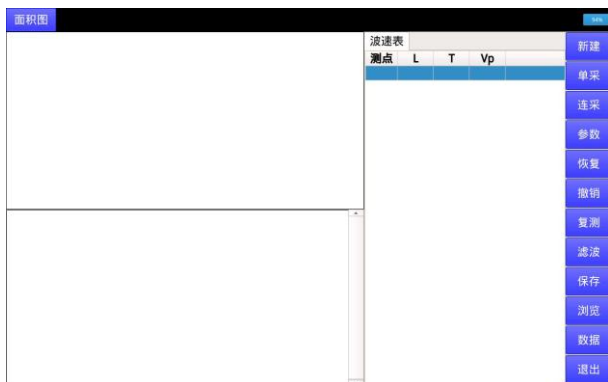 面积图
54%
波速表
测点 L T Vp
新建
单采
连采
参数
恢复
撤销
复测
滤波
保存
浏览
数据
退出